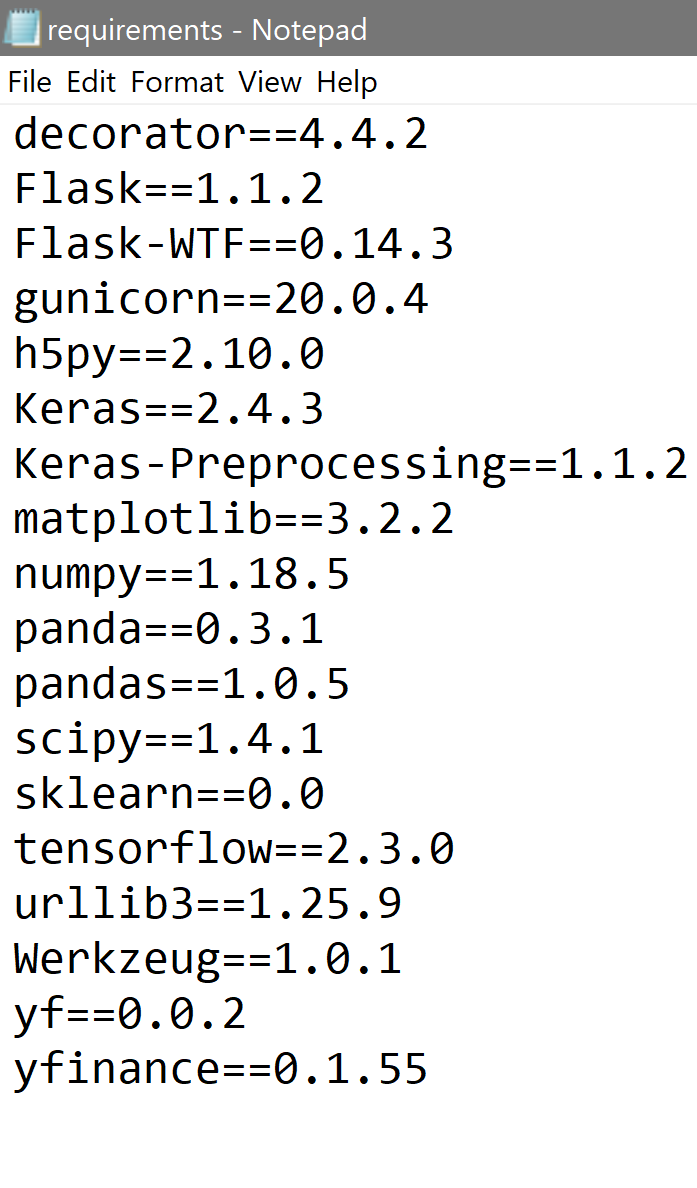 requirements - Notepad
File Edit Format View Help
decorator==4.4.2
Flask==1.1.2
Flask-WTF==0.14.3
gunicorn==20.0.4
h5py==2.10.0
Keras==2.4.3
Keras-Preprocessing==1.1.2
matplotlib==3.2.2
numpy==1.18.5
panda==0.3.1
pandas==1.0.5
scipy==1.4.1
sklearn==0.0
tensorflow==2.3.0
urllib3==1.25.9
Werkzeug==1.0.1
yf==0.0.2
yfinance==0.1.55